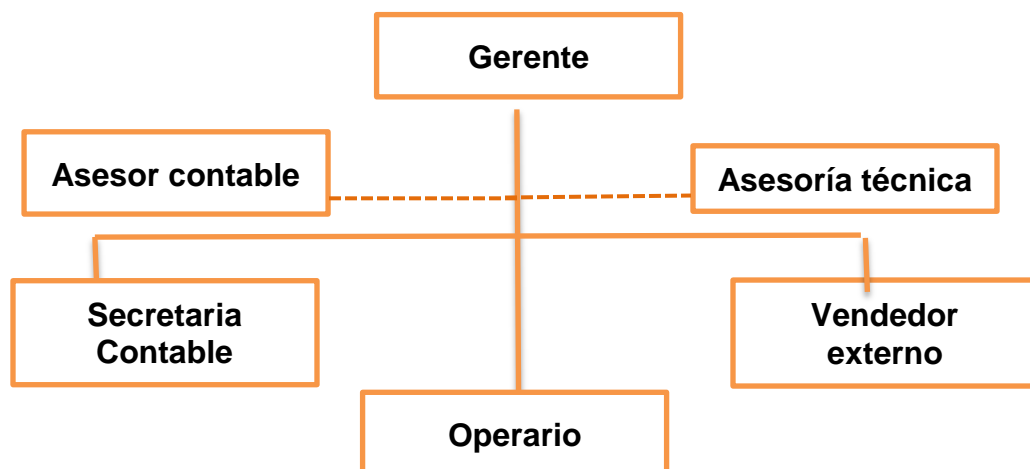 Gerente
Asesor contable
Asesoría técnica
Secretaria
Contable
Vendedor
externo
Operario